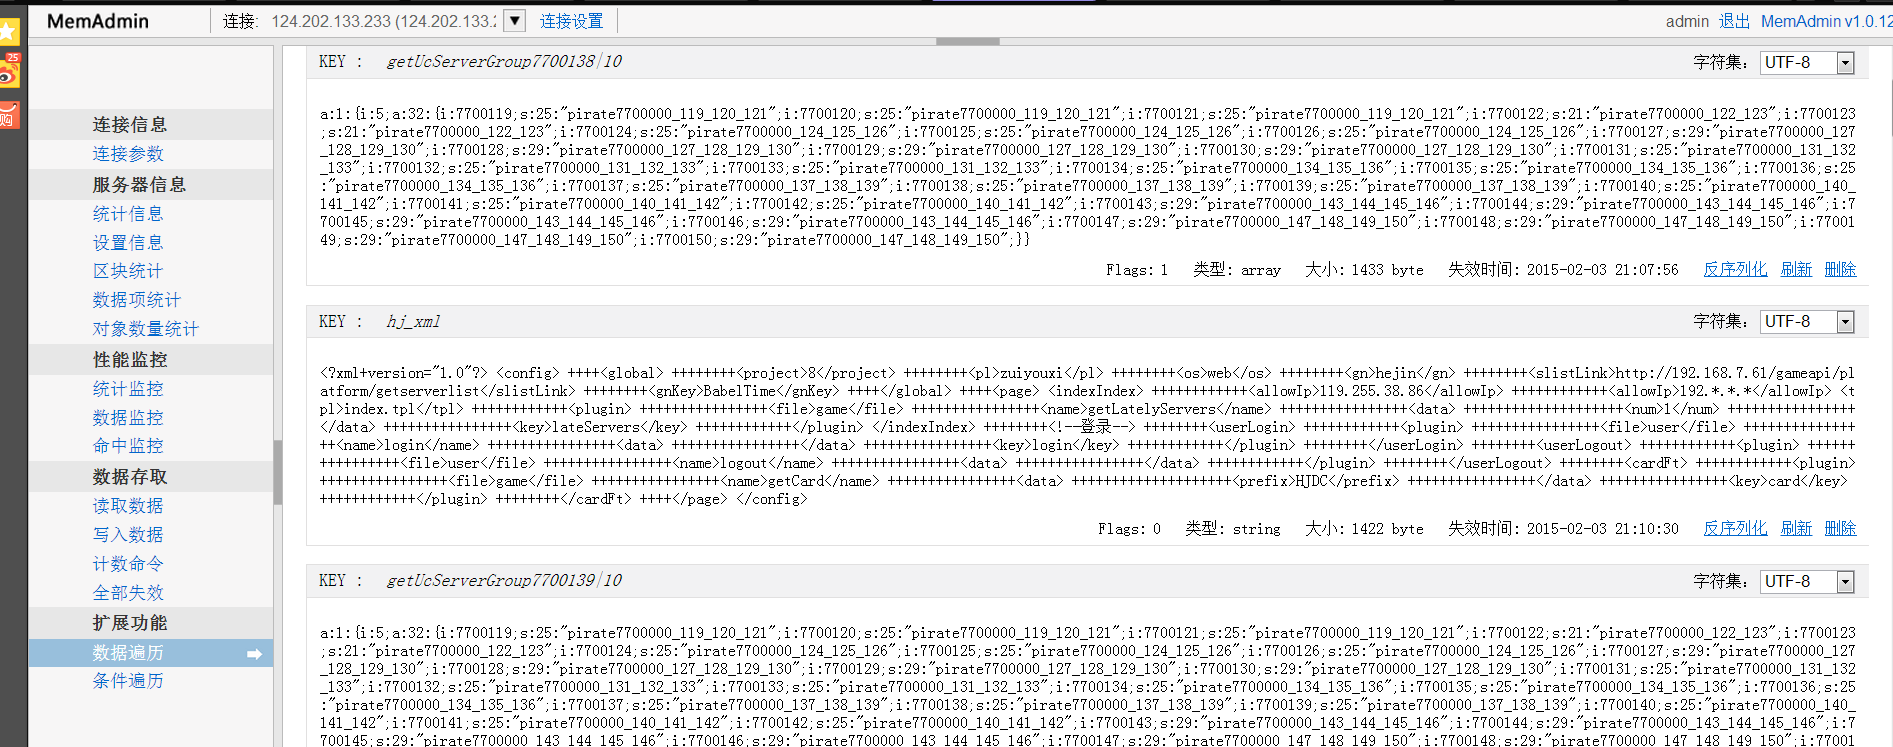 MemAdmin 连接: 124.202.133.233 (124.202.133.2 连接设置 admin 退出 MemAdmin v1.0.12
25
购
连接信息
连接参数
服务器信息
统计信息
设置信息
区块统计
数据项统计
对象数量统计
性能监控
统计监控
数据监控
命中监控
数据存取
读取数据
写入数据
计数命令
全部失效
扩展功能
数据遍历
条件遍历
KEY : getUcServerGroup7700138/10 字符集: UTF-8
a:1:{i:5;a:32:{i:7700119;s:25:"pirate7700000_119_120_121";i:7700120;s:25:"pirate7700000_119_120_121";i:7700121;s:25:"pirate7700000_119_120_121";i:7700122;s:21:"pirate7700000_122_123";i:7700123
;s:21:"pirate7700000_122_123";i:7700124;s:25:"pirate7700000_124_125_126";i:7700125;s:25:"pirate7700000_124_125_126";i:7700126;s:25:"pirate7700000_124_125_126";i:7700127;s:29:"pirate7700000_127
_128_129_130";i:7700128;s:29:"pirate7700000_127_128_129_130";i:7700129;s:29:"pirate7700000_127_128_129_130";i:7700130;s:29:"pirate7700000_127_128_129_130";i:7700131;s:25:"pirate7700000_131_132
_133";i:7700132;s:25:"pirate7700000_131_132_133";i:7700133;s:25:"pirate7700000_131_132_133";i:7700134;s:25:"pirate7700000_134_135_136";i:7700135;s:25:"pirate7700000_134_135_136";i:7700136;s:25
:"pirate7700000_134_135_136";i:7700137;s:25:"pirate7700000_137_138_139";i:7700138;s:25:"pirate7700000_137_138_139";i:7700139;s:25:"pirate7700000_137_138_139";i:7700140;s:25:"pirate7700000_140_
141_142";i:7700141;s:25:"pirate7700000_140_141_142";i:7700142;s:25:"pirate7700000_140_141_142";i:7700143;s:29:"pirate7700000_143_144_145_146";i:7700144;s:29:"pirate7700000_143_144_145_146";i:7
700145;s:29:"pirate7700000_143_144_145_146";i:7700146;s:29:"pirate7700000_143_144_145_146";i:7700147;s:29:"pirate7700000_147_148_149_150";i:7700148;s:29:"pirate7700000_147_148_149_150";i:77001
49;s:29:"pirate7700000_147_148_149_150";i:7700150;s:29:"pirate7700000_147_148_149_150";}}
Flags: 1 类型: array 大小: 1433 byte 失效时间: 2015-02-03 21:07:56 反序列化 刷新 删除
KEY : hj_xml 字符集: UTF-8
<?xml+version="1.0"?> <config> ++++<global> ++++++++<project>8</project> ++++++++<pl>zuiyouxi</pl> ++++++++<os>web</os> ++++++++<gn>hejin</gn> ++++++++<slistLink>http://192.168.7.61/gameapi/pl
atform/getserverlist</slistLink> ++++++++<gnKey>BabelTime</gnKey> ++++</global> ++++<page> <indexIndex> ++++++++++++<allowIp>119.255.38.86</allowIp> ++++++++++++<allowIp>192.*.*.*</allowIp> <t
pl>index.tpl</tpl> ++++++++++++<plugin> ++++++++++++++++<file>game</file> ++++++++++++++++<name>getLatelyServers</name> ++++++++++++++++<data> ++++++++++++++++++++<num>1</num> ++++++++++++++++
</data> ++++++++++++++++<key>lateServers</key> ++++++++++++</plugin> </indexIndex> ++++++++<!--登录--> ++++++++<userLogin> ++++++++++++<plugin> ++++++++++++++++<file>user</file> ++++++++++++++
++<name>login</name> ++++++++++++++++<data> ++++++++++++++++</data> ++++++++++++++++<key>login</key> ++++++++++++</plugin> ++++++++</userLogin> ++++++++<userLogout> ++++++++++++<plugin> ++++++
++++++++++<file>user</file> ++++++++++++++++<name>logout</name> ++++++++++++++++<data> ++++++++++++++++</data> ++++++++++++</plugin> ++++++++</userLogout> ++++++++<cardFt> ++++++++++++<plugin>
++++++++++++++++<file>game</file> ++++++++++++++++<name>getCard</name> ++++++++++++++++<data> ++++++++++++++++++++<prefix>HJDC</prefix> ++++++++++++++++</data> ++++++++++++++++<key>card</key>
++++++++++++</plugin> ++++++++</cardFt> ++++</page> </config>
Flags: 0 类型: string 大小: 1422 byte 失效时间: 2015-02-03 21:10:30 反序列化 刷新 删除
KEY : getUcServerGroup7700139/10 字符集: UTF-8
a:1:{i:5;a:32:{i:7700119;s:25:"pirate7700000_119_120_121";i:7700120;s:25:"pirate7700000_119_120_121";i:7700121;s:25:"pirate7700000_119_120_121";i:7700122;s:21:"pirate7700000_122_123";i:7700123
;s:21:"pirate7700000_122_123";i:7700124;s:25:"pirate7700000_124_125_126";i:7700125;s:25:"pirate7700000_124_125_126";i:7700126;s:25:"pirate7700000_124_125_126";i:7700127;s:29:"pirate7700000_127
_128_129_130";i:7700128;s:29:"pirate7700000_127_128_129_130";i:7700129;s:29:"pirate7700000_127_128_129_130";i:7700130;s:29:"pirate7700000_127_128_129_130";i:7700131;s:25:"pirate7700000_131_132
_133";i:7700132;s:25:"pirate7700000_131_132_133";i:7700133;s:25:"pirate7700000_131_132_133";i:7700134;s:25:"pirate7700000_134_135_136";i:7700135;s:25:"pirate7700000_134_135_136";i:7700136;s:25
:"pirate7700000_134_135_136";i:7700137;s:25:"pirate7700000_137_138_139";i:7700138;s:25:"pirate7700000_137_138_139";i:7700139;s:25:"pirate7700000_137_138_139";i:7700140;s:25:"pirate7700000_140_
141_142";i:7700141;s:25:"pirate7700000_140_141_142";i:7700142;s:25:"pirate7700000_140_141_142";i:7700143;s:29:"pirate7700000_143_144_145_146";i:7700144;s:29:"pirate7700000_143_144_145_146";i:7
700145;s:29:"pirate7700000_143_144_145_146";i:7700146;s:29:"pirate7700000_143_144_145_146";i:7700147;s:29:"pirate7700000_147_148_149_150";i:7700148;s:29:"pirate7700000_147_148_149_150";i:77001